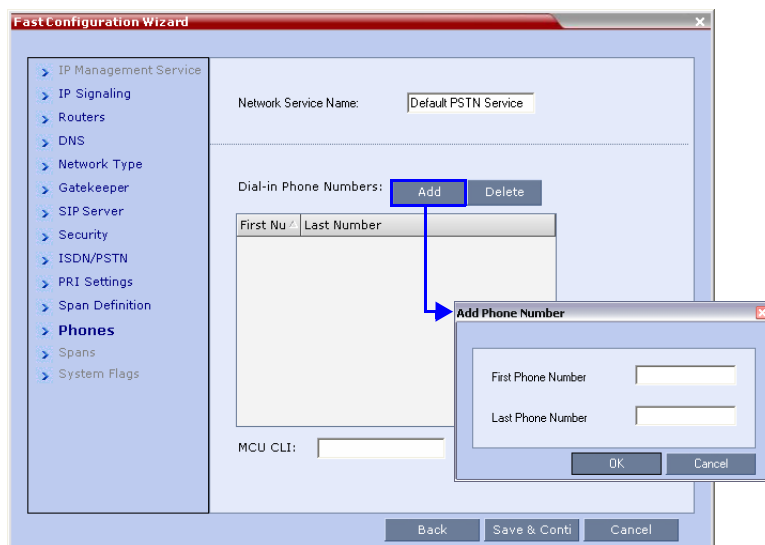 Fast Configuration Wizard
IP Management Service
IP Signaling
Routers
DNS
Network Type
Gatekeeper
SIP Server
Security
ISDN/PSTN
PRI Settings
Span Definition
Phones
Spans
System Flags
Network Service Name: Default PSTN Service
Dial-in Phone Numbers: Add Delete
First Nu Last Number
MCU CLI:
Add Phone Number
First Phone Number
Last Phone Number
OK Cancel
Back Save & Conti Cancel